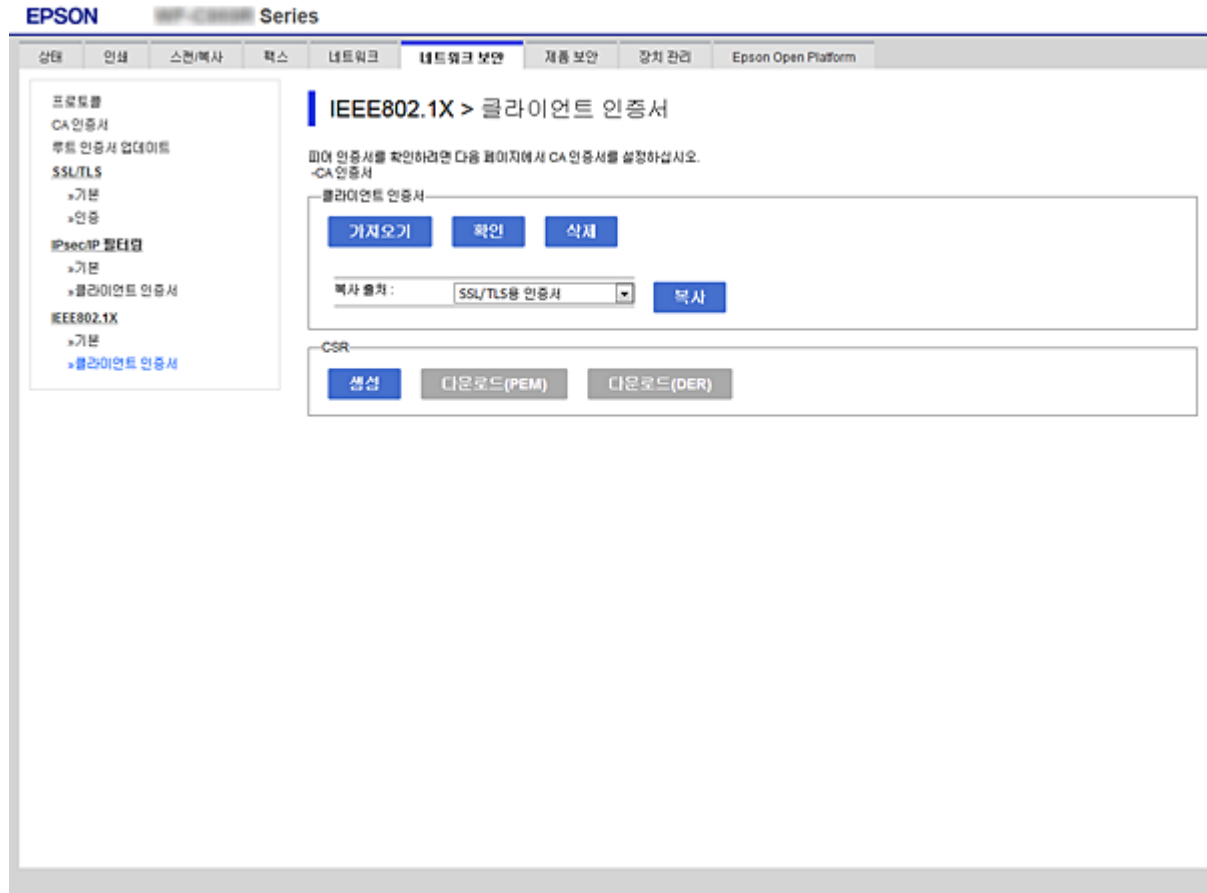 EPSON Series
상태 인쇄 스캔/복사 팩스 네트워크 네트워크 보안 제품 보안 장치 관리 Epson Open Platform
프로토콜
CA 인증서
루트 인증서 업데이트
SSL/TLS
»기본
»인증
IPsec/IP 필터링
»기본
»클라이언트 인증서
IEEE802.1X
»기본
»클라이언트 인증서
IEEE802.1X > 클라이언트 인증서
피어 인증서를 확인하려면 다음 페이지에서 CA 인증서를 설정하십시오.
-CA 인증서
클라이언트 인증서
가져오기 확인 삭제
복사 출처 : SSL/TLS용 인증서 복사
CSR
생성 다운로드(PEM) 다운로드(DER)